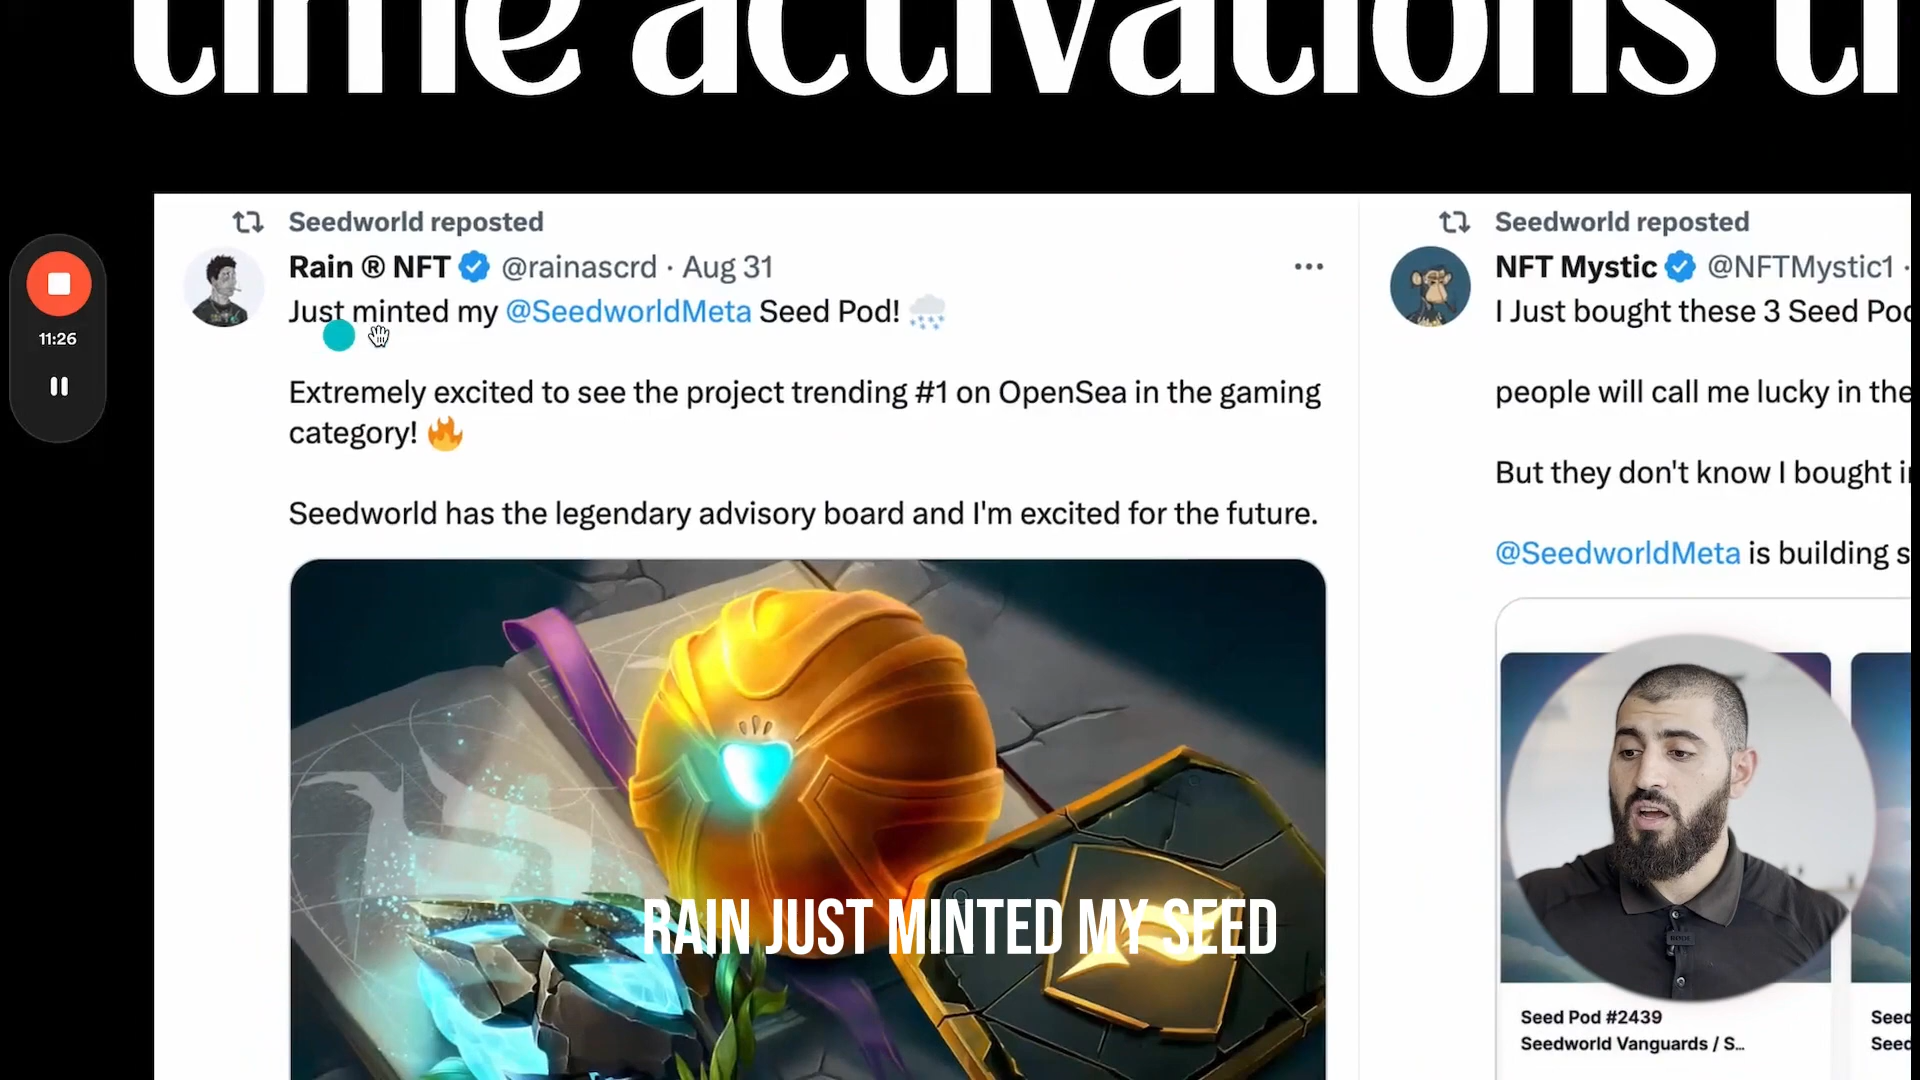 time activations
11:26
Seedworld reposted
Rain ® NFT @rainascrd · Aug 31
Just minted my @SeedworldMeta Seed Pod!
Extremely excited to see the project trending #1 on OpenSea in the gaming
category!
Seedworld has the legendary advisory board and I'm excited for the future.
Seedworld reposted
NFT Mystic @NFTMystic1 ·
I Just bought these 3 Seed
people will call me lucky in the
But they don't know I bought
@SeedworldMeta is building
RAIN JUST MINTED MY SEED
Seed Pod #2439
Seedworld Vanguards / S...